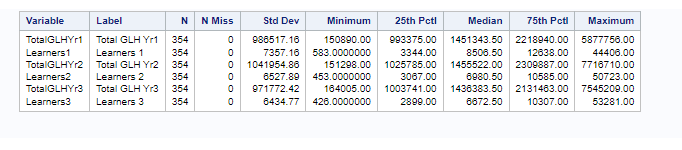 Variable Label N N Miss Std Dev Minimum 25th Pctl Median 75th Pctl Maximum
TotalGLHYr1 Total GLH Yr1 354 0 986517.16 150890.00 993375.00 1451343.50 2218940.00 5877756.00
Learners1 Learners 1 354 0 7357.16 583.0000000 3344.00 8506.50 12638.00 44406.00
TotalGLHYr2 Total GLH Yr2 354 0 1041954.86 151298.00 1025785.00 1455522.00 2309887.00 7716710.00
Learners2 Learners 2 354 0 6527.89 453.0000000 3067.00 6980.50 10585.00 50723.00
TotalGLHYr3 Total GLH Yr3 354 0 971772.42 164005.00 1003741.00 1436383.50 2131463.00 7545209.00
Learners3 Learners 3 354 0 6434.77 426.0000000 2899.00 6672.50 10307.00 53281.00